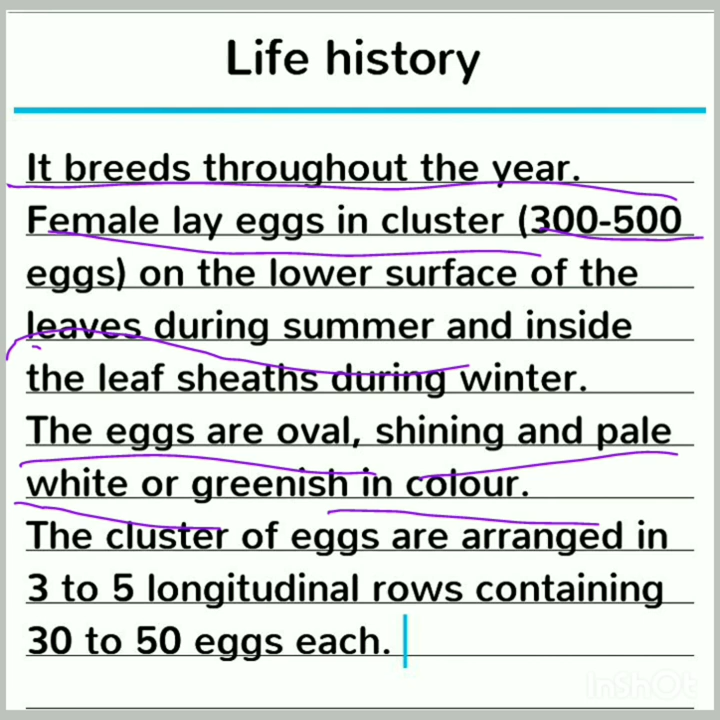 Life history
It breeds throughout the year.
Female lay eggs in cluster (300-500
eggs) on the lower surface of the
leaves during summer and inside
the leaf sheaths during winter.
The eggs are oval, shining and pale
white or greenish in colour.
The cluster of eggs are arranged in
3 to 5 longitudinal rows containing
30 to 50 eggs each.
InShOt